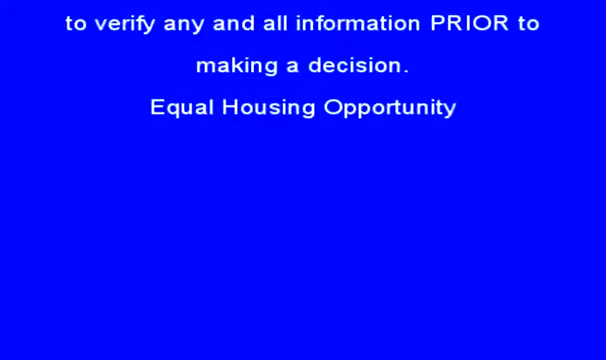 to verify any and all information PRIOR to
making a decision.
Equal Housing Opportunity